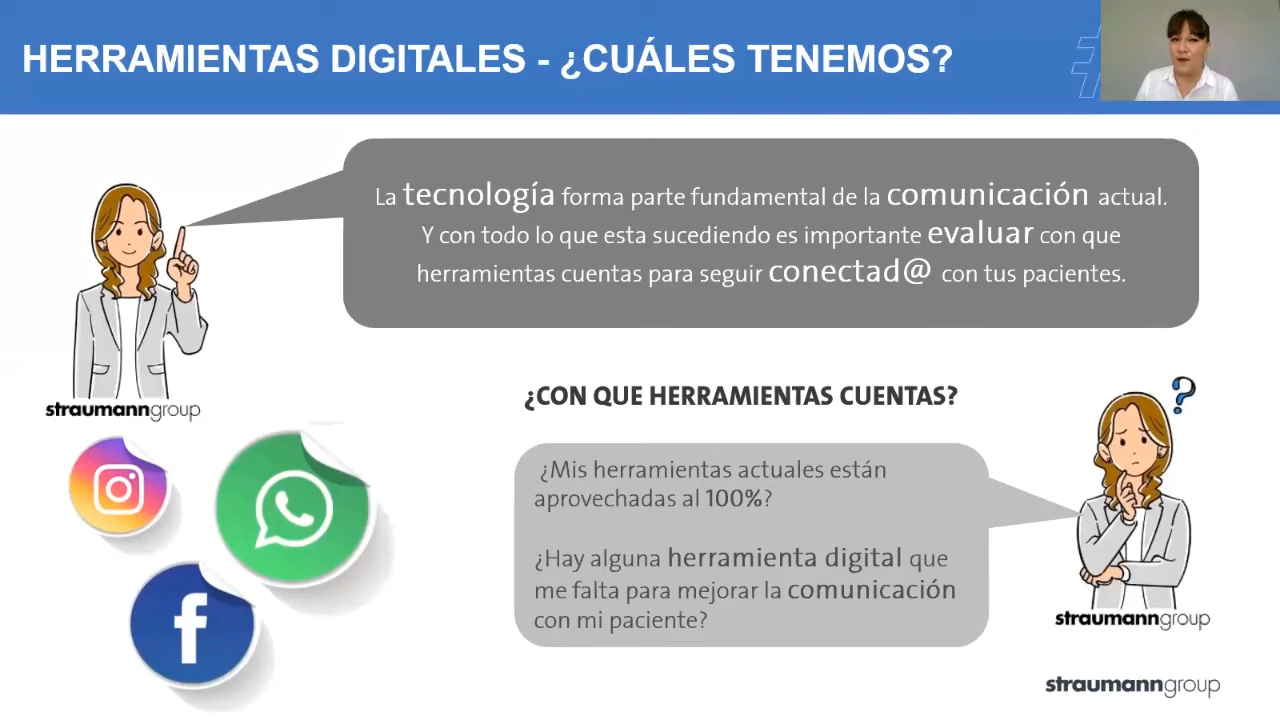 HERRAMIENTAS DIGITALES - ¿CUÁLES TENEMOS?
La tecnología forma parte fundamental de la comunicación actual.
Y con todo lo que esta sucediendo es importante evaluar con que
herramientas cuentas para seguir conectad@ con tus pacientes.
straumanngroup
¿CON QUE HERRAMIENTAS CUENTAS?
¿Mis herramientas actuales están
aprovechadas al 100%?
¿Hay alguna herramienta digital que
me falta para mejorar la comunicación
con mi paciente?
straumanngroup
straumanngroup